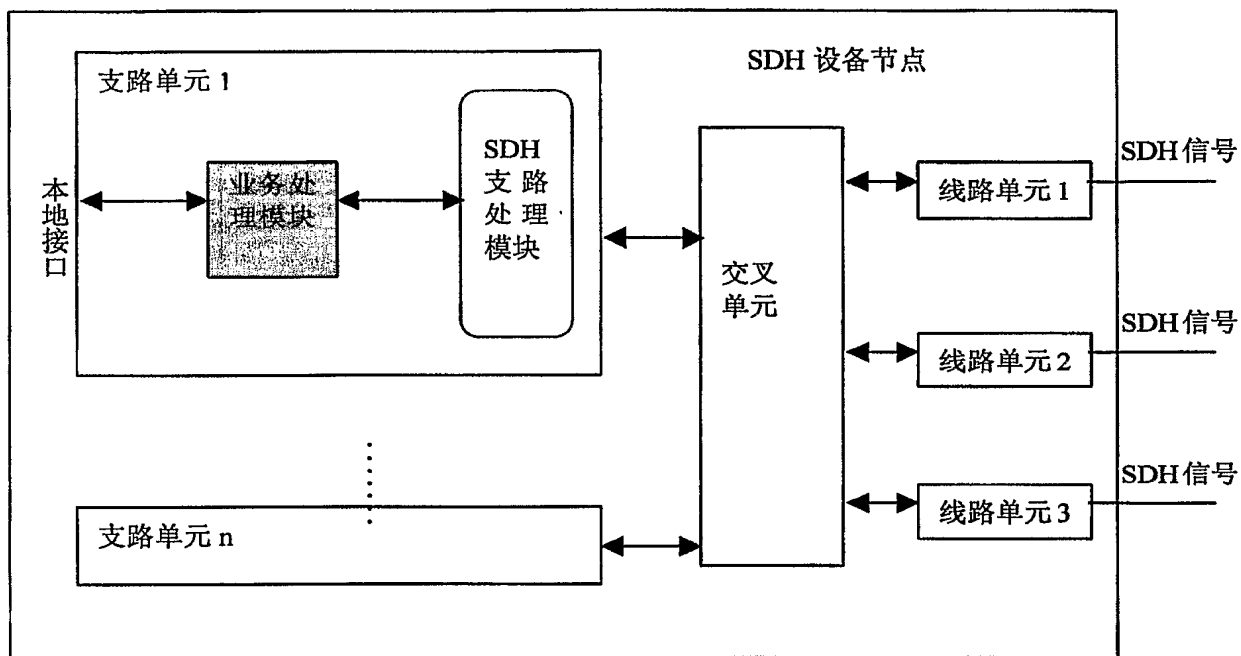 SDH 设备节点
支路单元 1
SDH
支 路
处 理
模块
业务处
理模块
本
地
接
口
交叉
单元
SDH信号
线路单元 1
SDH信号
线路单元 2
SDH信号
线路单元 3
支路单元 n